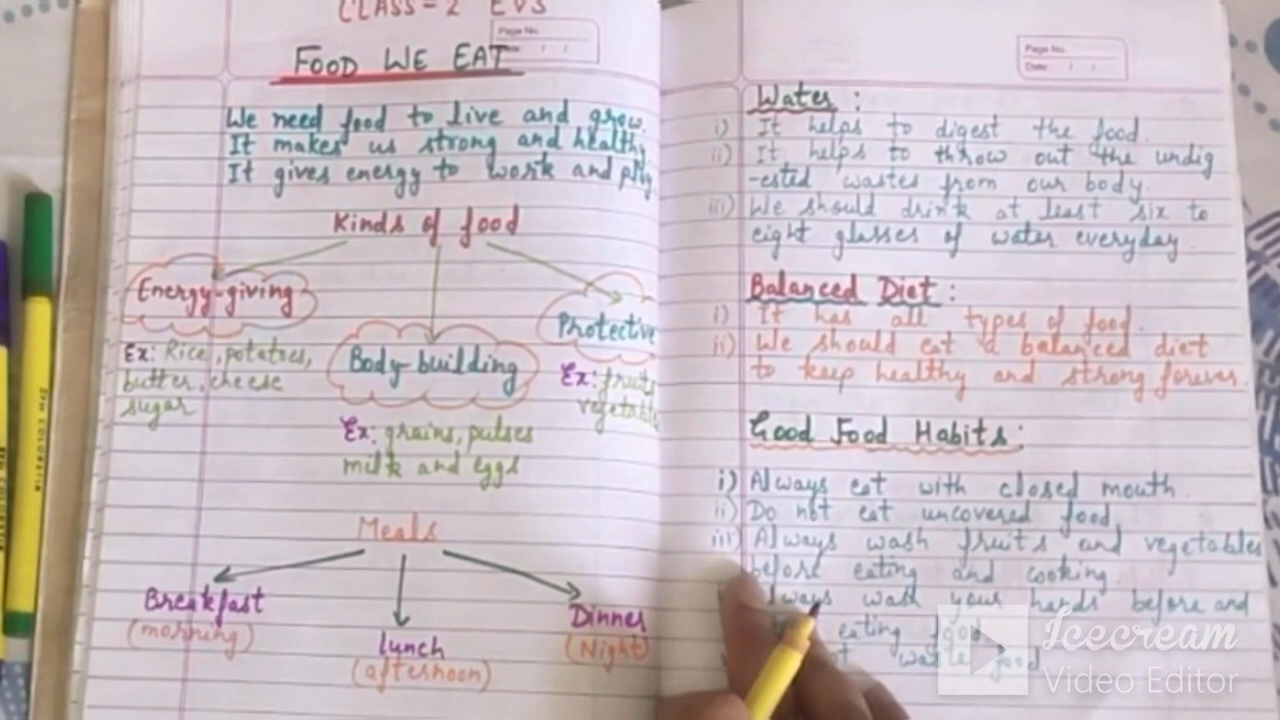 CLASS = 2 EVS
Page No.
Date: / /
FOOD WE EAT
We need food to live and grow.
It makes us strong and healthy
It gives energy to work and play
Kinds of food
Energy-giving
Ex: Rice, potatoes,
butter, cheese
sugar
Body-building
Ex: grains, pulses
milk and eggs
Protective
Ex: fruits
vegetable
Meals
Breakfast
(morning)
lunch
(afternoon)
Dinner
(Night)
Page No.
Date: / /
Water :
i) It helps to digest the food.
ii) It helps to throw out the undig
-ested wastes from our body.
iii) We should drink at least six to
eight glasses of water everyday.
Balanced Diet :
i) It has all types of food.
ii) We should eat a balanced diet
to keep healthy and strong forever.
Good Food Habits :
i) Always eat with closed mouth.
ii) Do not eat uncovered food.
iii) Always wash fruits and vegetables
before eating and cooking.
Always wash your hands before and
eating food
waste food
Icecream
Video Editor
COLORSTIX